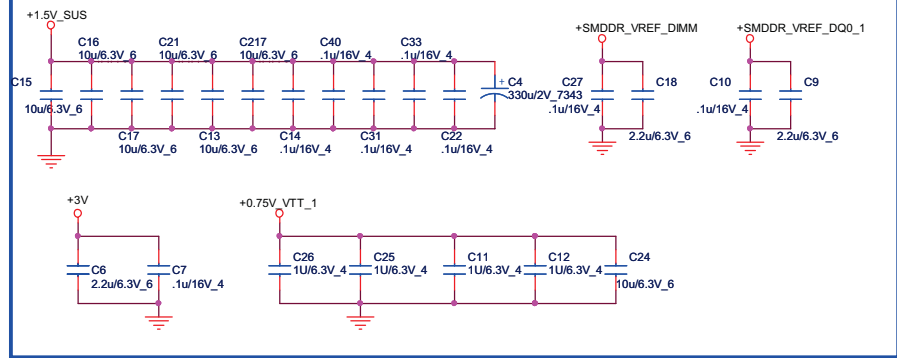 +1.5V_SUS
+SMDDR_VREF_DIMM
+SMDDR_VREF_DQ0_1
C16
10u/6.3V_6
C21
10u/6.3V_6
C217
10u/6.3V_6
C40
.1u/16V_4
C33
.1u/16V_4
C15
10u/6.3V_6
+
C4
330u/2V_7343
C27
.1u/16V_4
C18
2.2u/6.3V_6
C10
.1u/16V_4
C9
2.2u/6.3V_6
C17
10u/6.3V_6
C13
10u/6.3V_6
C14
.1u/16V_4
C31
.1u/16V_4
C22
.1u/16V_4
+3V
+0.75V_VTT_1
C6
2.2u/6.3V_6
C7
.1u/16V_4
C26
1U/6.3V_4
C25
1U/6.3V_4
C11
1U/6.3V_4
C12
1U/6.3V_4
C24
10u/6.3V_6